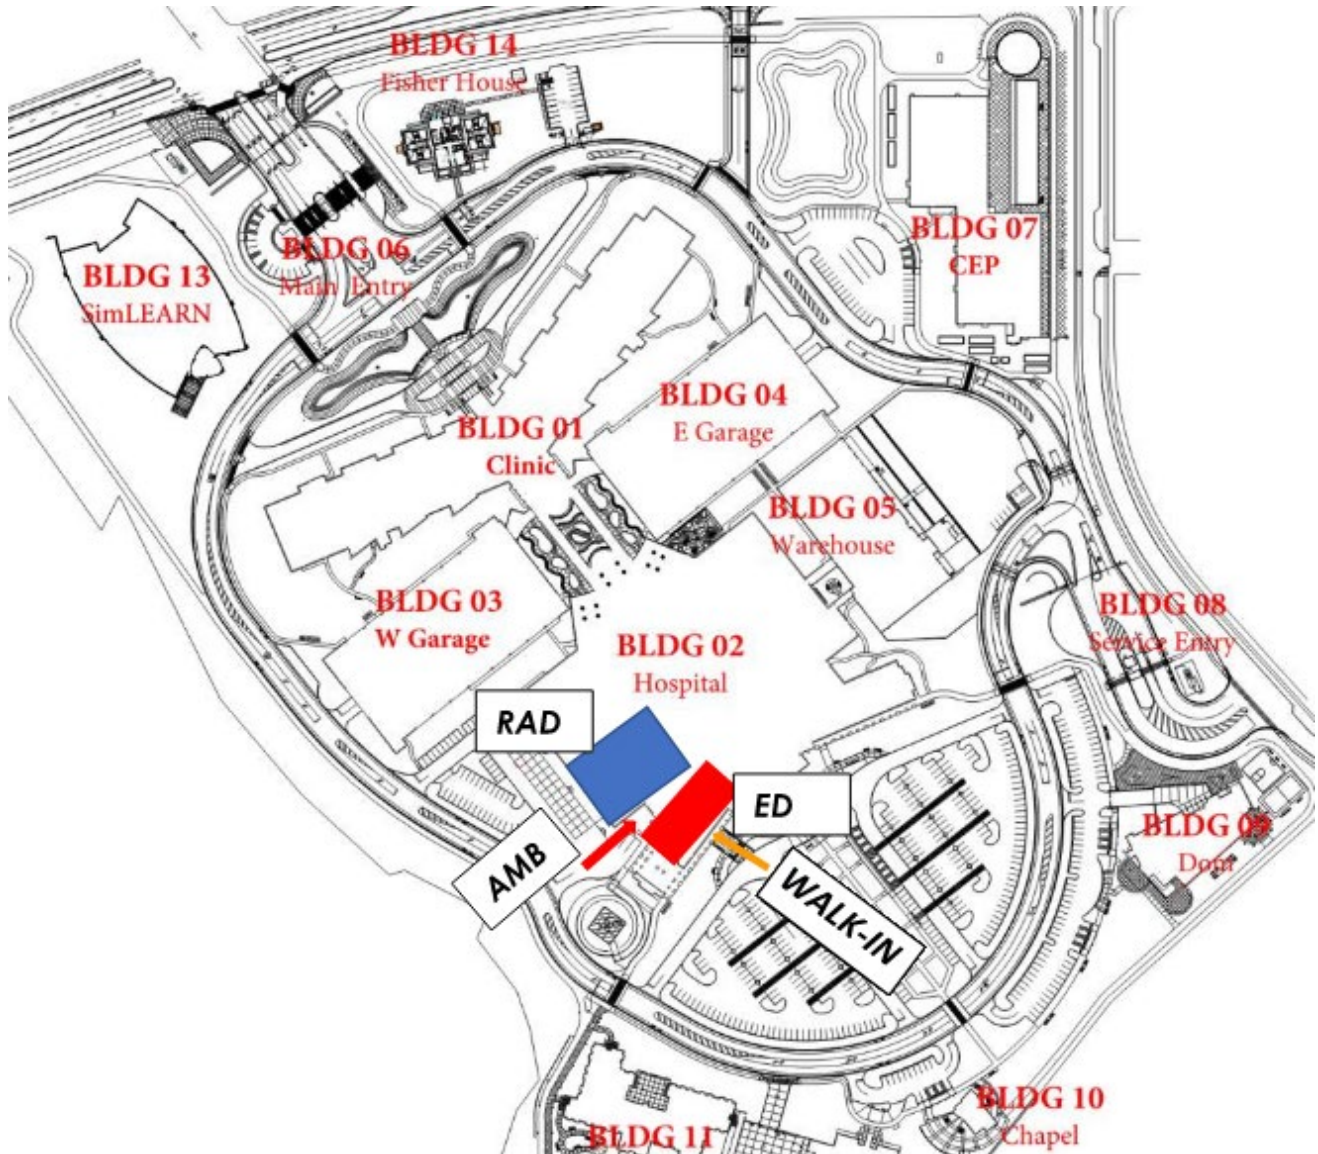 BLDG 14
Fisher House
BLDG 07
CEP
BLDG 06
Main Entry
BLDG 13
SimLEARN
BLDG 04
E Garage
BLDG 01
Clinic
BLDG 05
Warehouse
BLDG 03
W Garage
BLDG 08
Service Entry
BLDG 02
Hospital
RAD
ED
AMB
WALK-IN
BLDG 09
Dom
BLDG 10
Chapel
BLDG 11